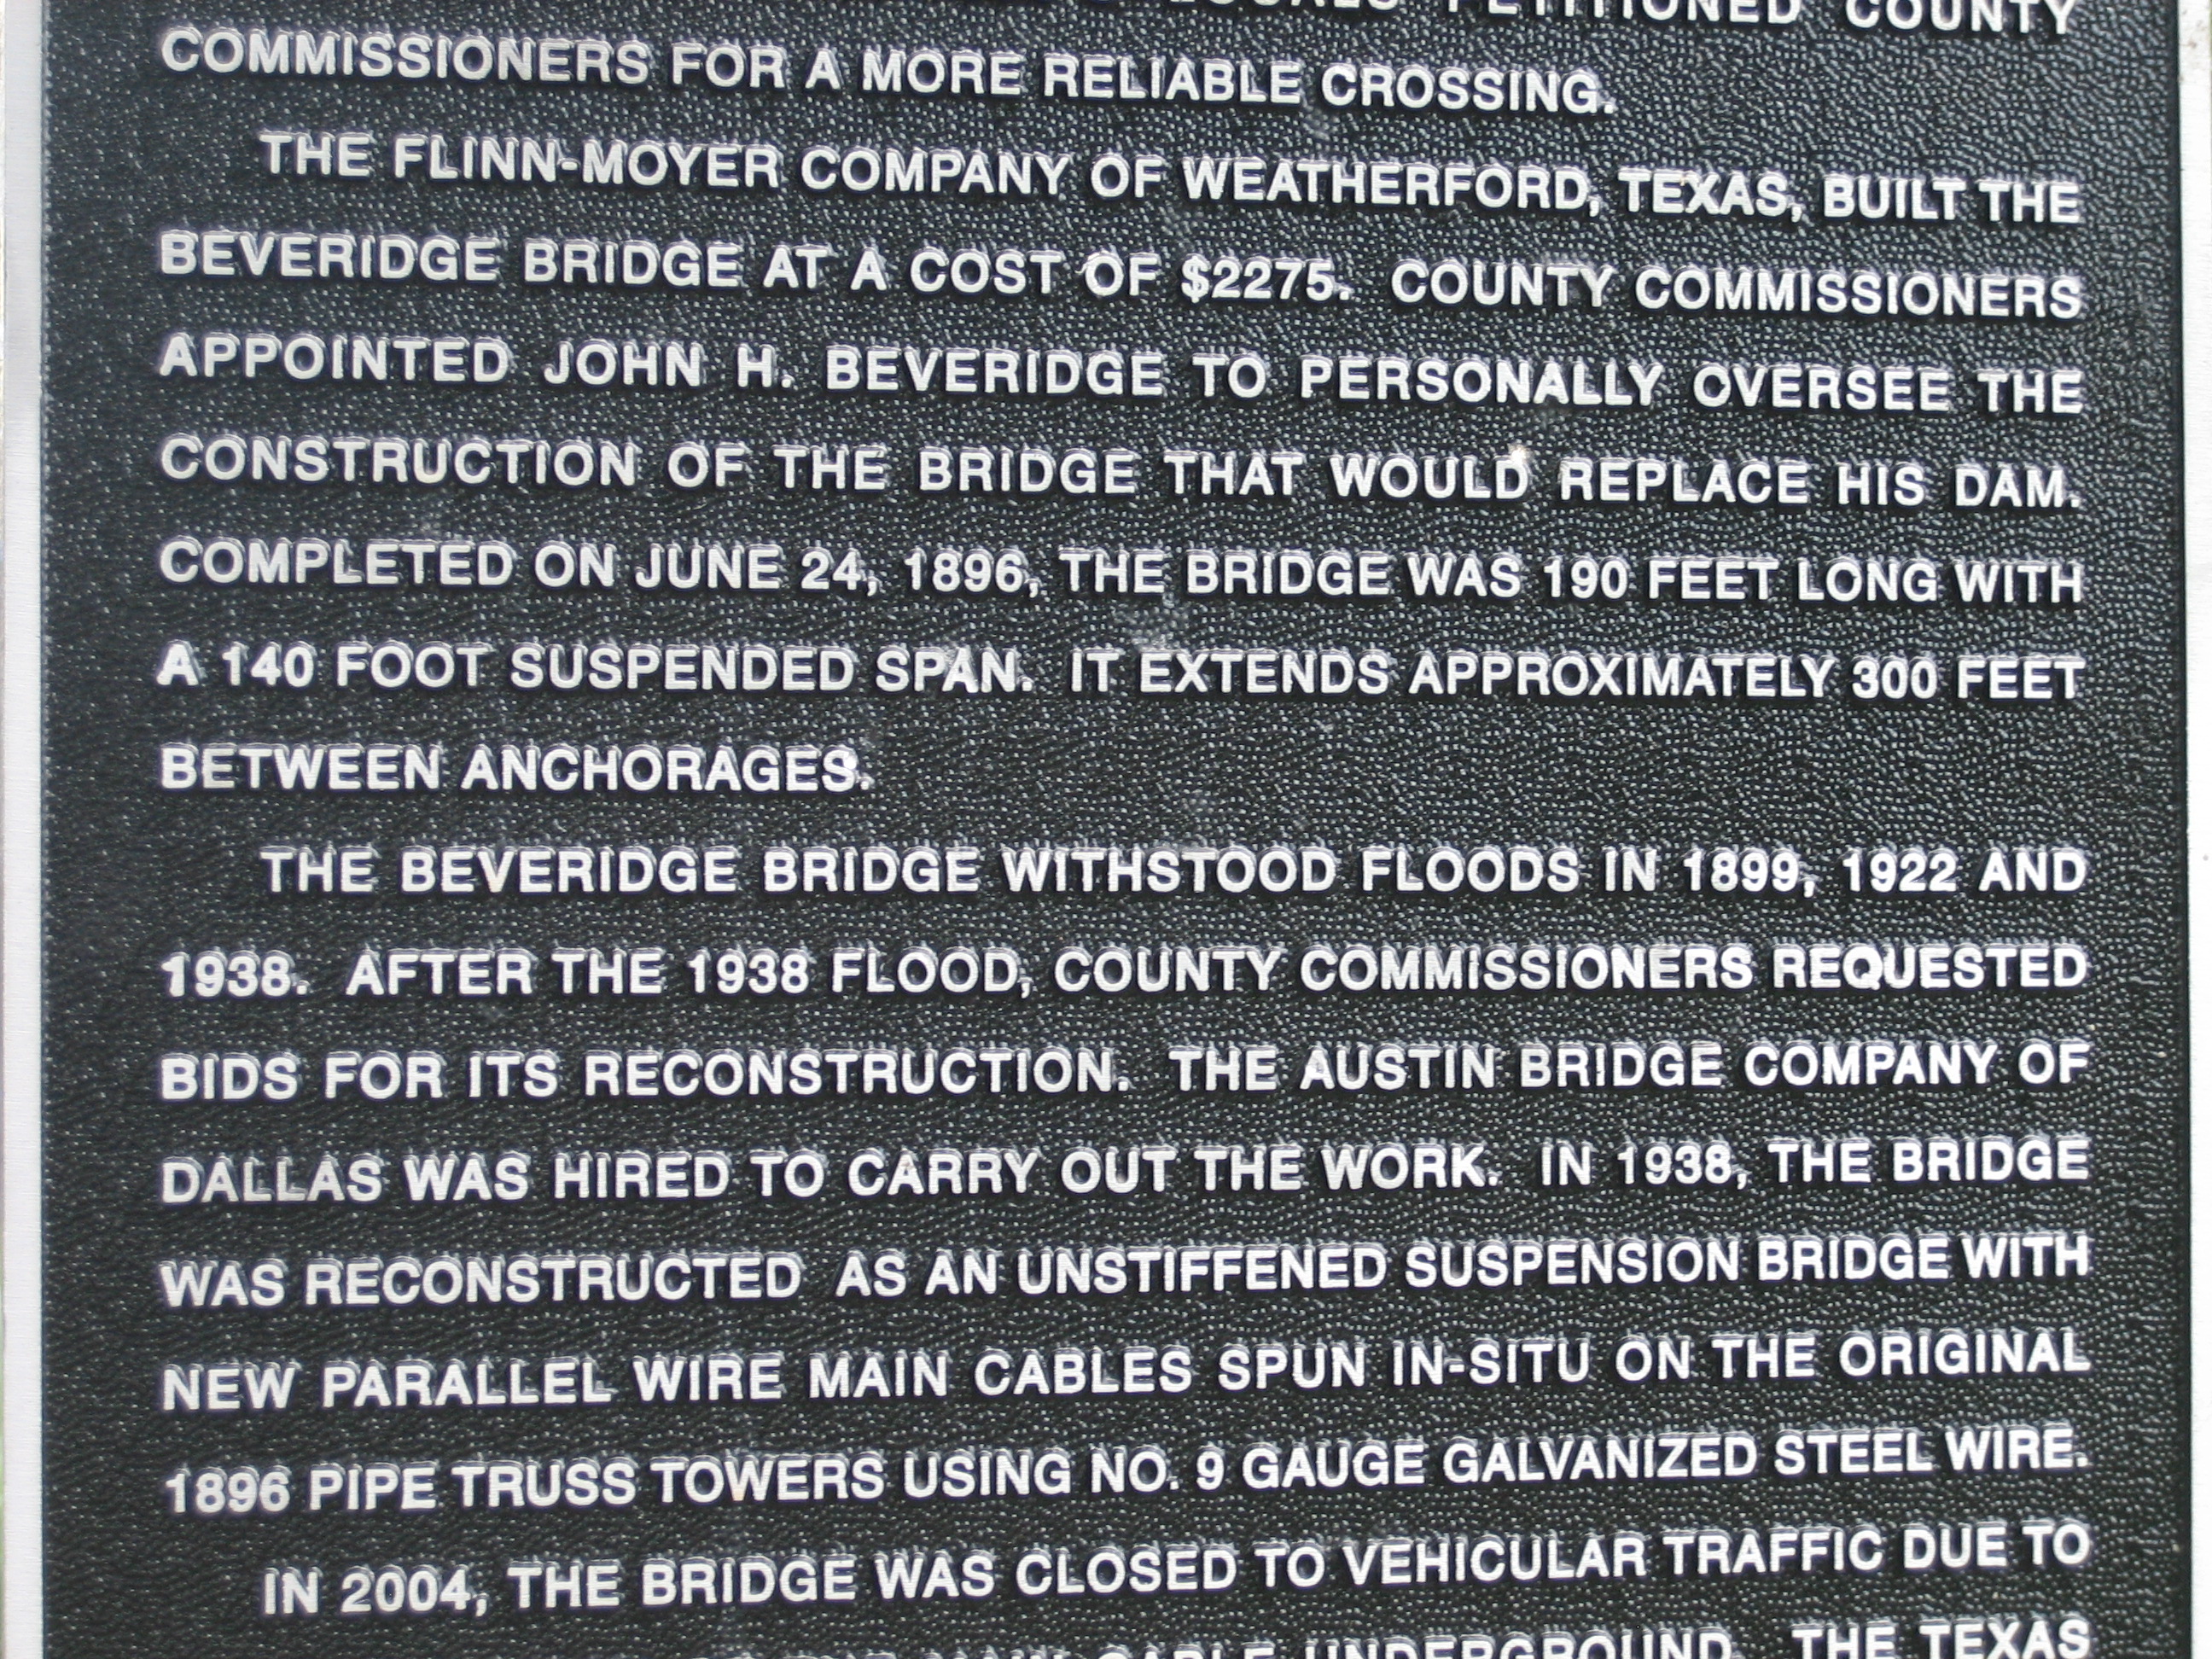 PETITIONED COUNTY
COMMISSIONERS FOR A MORE RELIABLE CROSSING.
THE FLINN-MOYER COMPANY OF WEATHERFORD, TEXAS, BUILT THE
BEVERIDGE BRIDGE AT A COST OF $2275. COUNTY COMMISSIONERS
APPOINTED JOHN H. BEVERIDGE TO PERSONALLY OVERSEE THE
CONSTRUCTION OF THE BRIDGE THAT WOULD REPLACE HIS DAM.
COMPLETED ON JUNE 24, 1896, THE BRIDGE WAS 190 FEET LONG WITH
A 140 FOOT SUSPENDED SPAN. IT EXTENDS APPROXIMATELY 300 FEET
BETWEEN ANCHORAGES.
THE BEVERIDGE BRIDGE WITHSTOOD FLOODS IN 1899, 1922 AND
1938. AFTER THE 1938 FLOOD, COUNTY COMMISSIONERS REQUESTED
BIDS FOR ITS RECONSTRUCTION. THE AUSTIN BRIDGE COMPANY OF
DALLAS WAS HIRED TO CARRY OUT THE WORK. IN 1938, THE BRIDGE
WAS RECONSTRUCTED AS AN UNSTIFFENED SUSPENSION BRIDGE WITH
NEW PARALLEL WIRE MAIN CABLES SPUN IN-SITU ON THE ORIGINAL
1896 PIPE TRUSS TOWERS USING NO. 9 GAUGE GALVANIZED STEEL WIRE.
IN 2004, THE BRIDGE WAS CLOSED TO VEHICULAR TRAFFIC DUE TO
MAIN CABLE UNDERGROUND. THE TEXAS